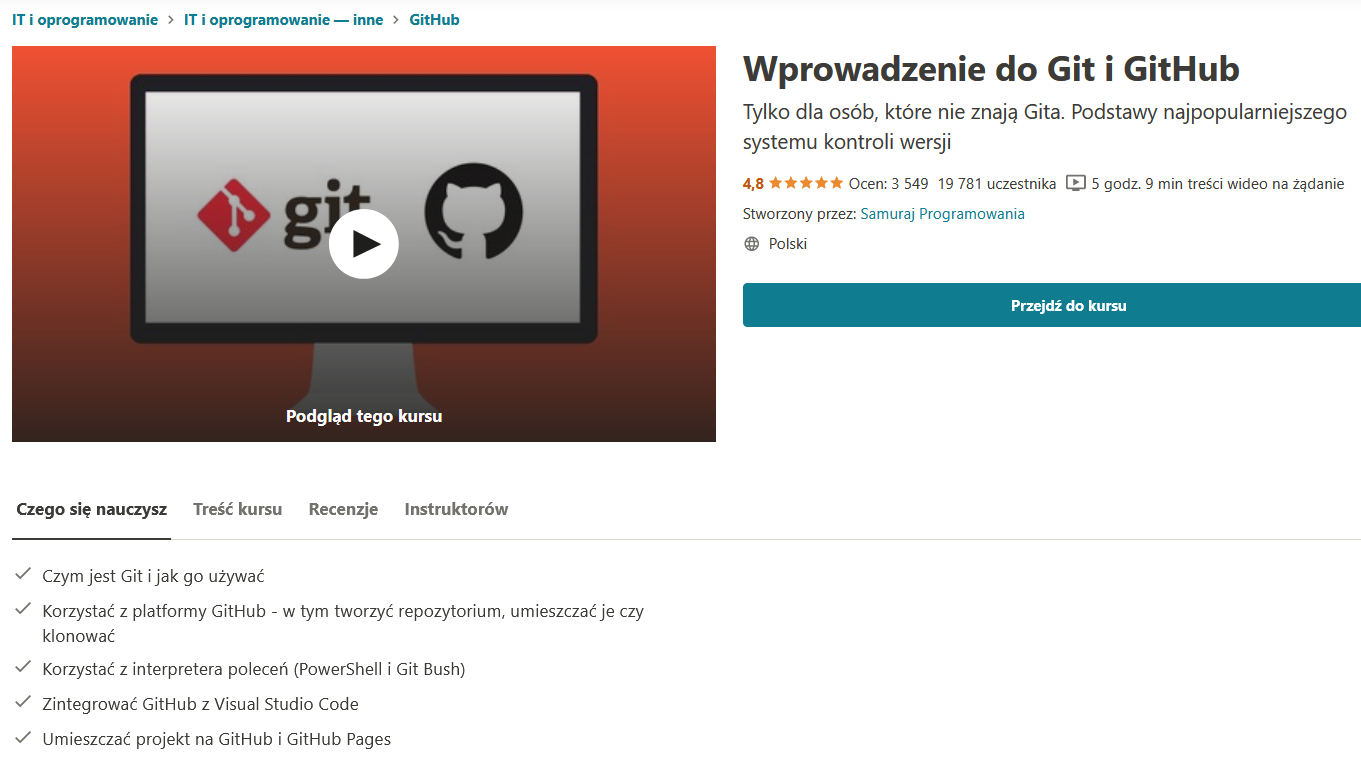 IT i oprogramowanie > IT i oprogramowanie — inne > GitHub
git
Podgląd tego kursu
Wprowadzenie do Git i GitHub
Tylko dla osób, które nie znają Gita. Podstawy najpopularniejszego
systemu kontroli wersji
4,8 Ocen: 3 549 19 781 uczestnika 5 godz. 9 min treści wideo na żądanie
Stworzony przez: Samuraj Programowania
Polski
Przejdź do kursu
Czego się nauczysz Treść kursu Recenzje Instruktorów
Czym jest Git i jak go używać
Korzystać z platformy GitHub - w tym tworzyć repozytorium, umieszczać je czy
klonować
Korzystać z interpretera poleceń (PowerShell i Git Bush)
Zintegrować GitHub z Visual Studio Code
Umieszczać projekt na GitHub i GitHub Pages